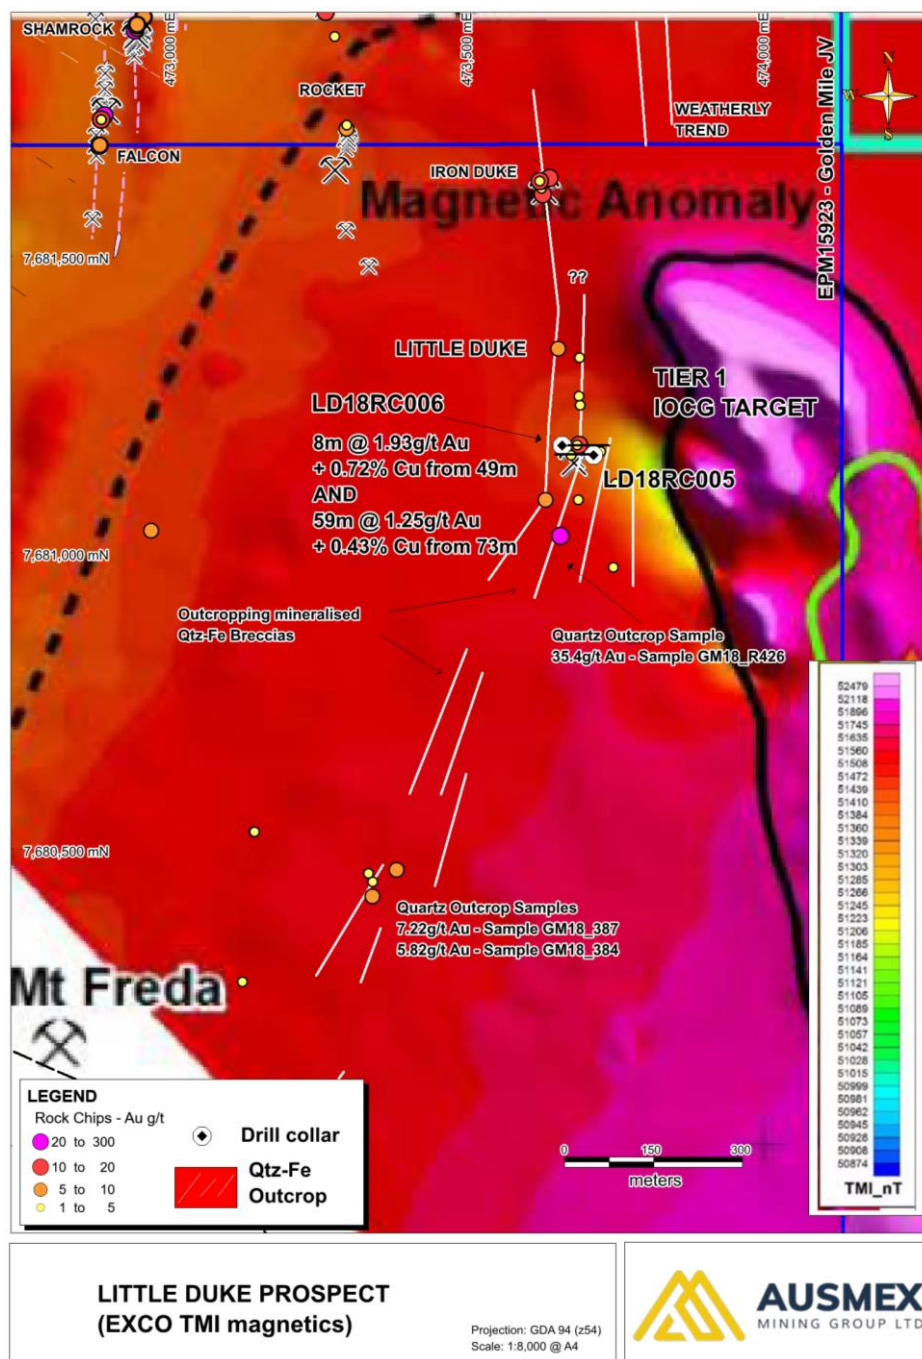 SHAMROCK
473,000 mE
473,500 mE
474,000 mE
EPM15923 - Golden Mile JV
N
W
E
S
ROCKET
WEATHERLY
TREND
FALCON
IRON DUKE
Magnetic Anomaly
7,681,500 mN
??
LITTLE DUKE
TIER 1
IOCG TARGET
LD18RC006
8m @ 1.93g/t Au
+ 0.72% Cu from 49m
AND
59m @ 1.25g/t Au
+ 0.43% Cu from 73m
LD18RC005
7,681,000 mN
Outcropping mineralised
Qtz-Fe Breccias
Quartz Outcrop Sample
35.4g/t Au - Sample GM18_R426
7,680,500 mN
Quartz Outcrop Samples
7.22g/t Au - Sample GM18_387
5.82g/t Au - Sample GM18_384
Mt Freda
52479
52118
51896
51745
51635
51560
51508
51472
51439
51410
51384
51360
51339
51320
51303
51285
51266
51245
51223
51206
51185
51164
51141
51121
51105
51089
51073
51057
51042
51028
51015
50999
50981
50962
50945
50928
50908
50874
TMI_nT
LEGEND
Rock Chips - Au g/t
20 to 300
10 to 20
5 to 10
1 to 5
Drill collar
Qtz-Fe
Outcrop
0 150 300
meters
LITTLE DUKE PROSPECT
(EXCO TMI magnetics)
Projection: GDA 94 (z54)
Scale: 1:8,000 @ A4
AUSMEX
MINING GROUP LTD